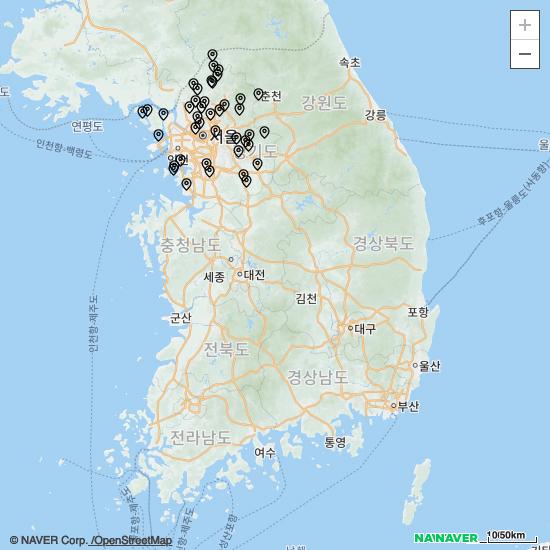 +
−
속초
강원도
춘천
강릉
연평도
서울
인천
경기도
인천항-백령도
울
후포항-울릉도(사동항)
충청남도
경상북도
세종
대전
김천
인천항-제주도
군산
포항
전북도
대구
경상남도
울산
부산
전라남도
여수
통영
© NAVER Corp. /OpenStreetMap
NAVER
10/50km